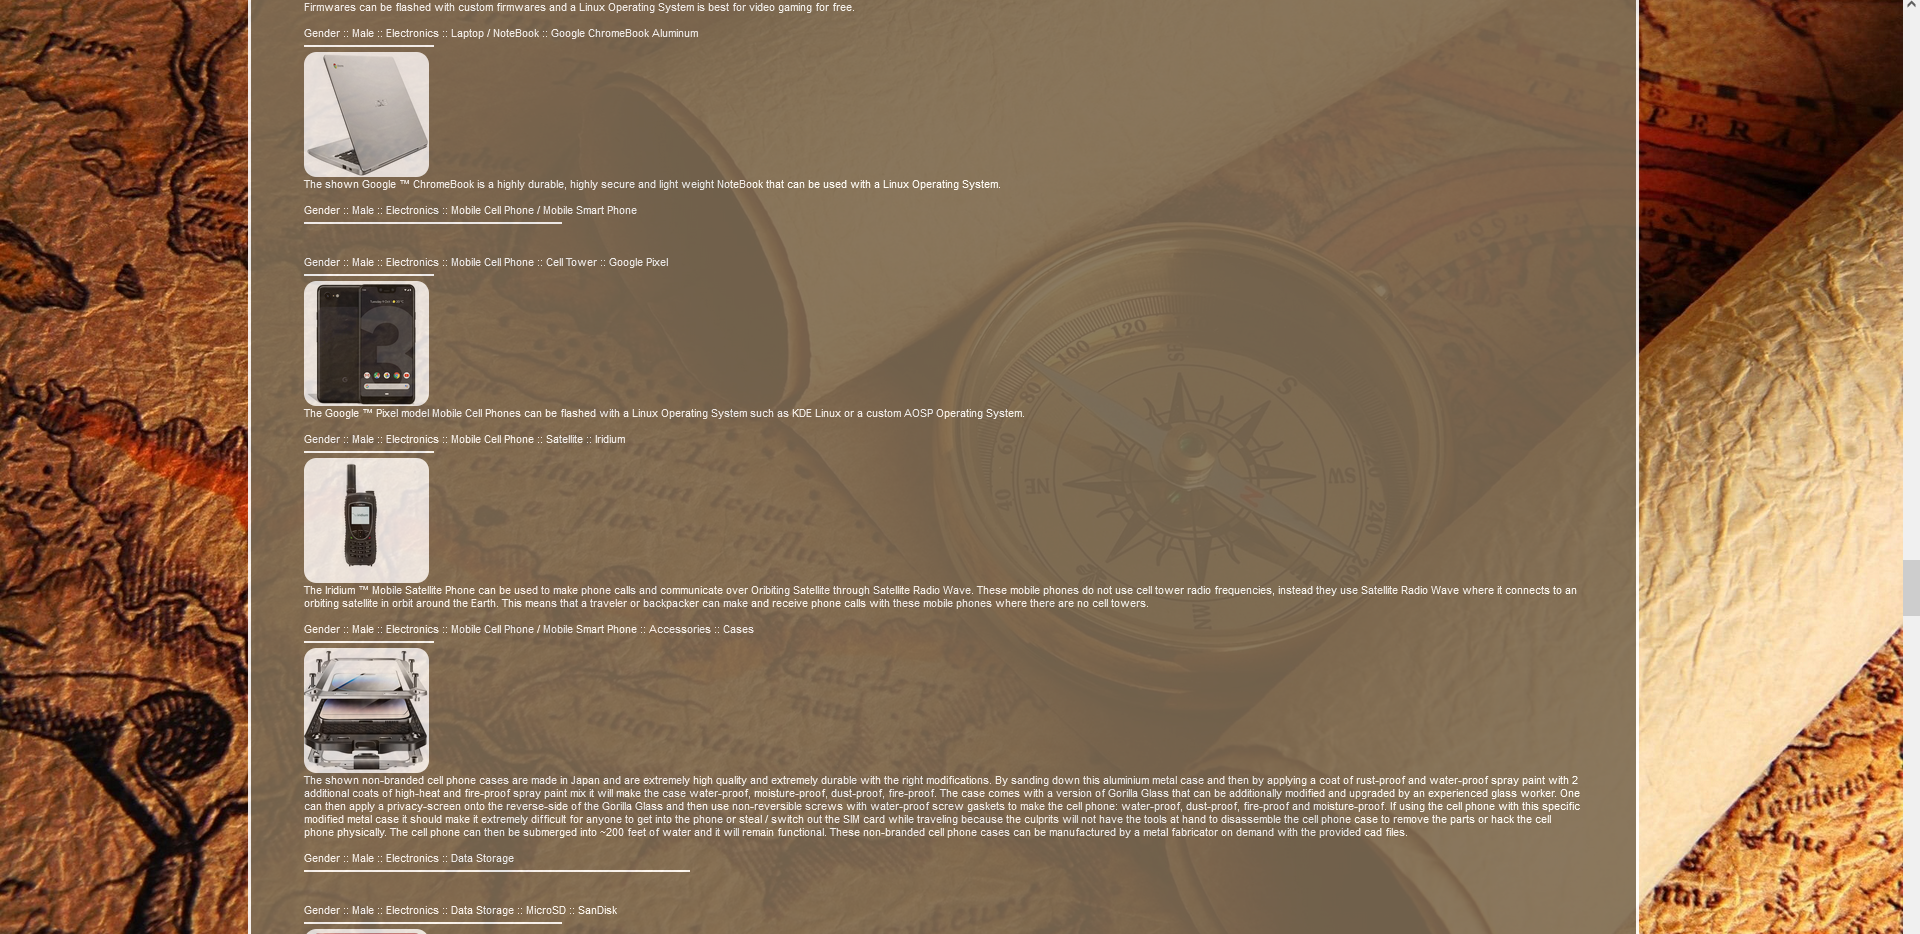 Firmwares can be flashed with custom firmwares and a Linux Operating System is best for video gaming for free.
Gender :: Male :: Electronics :: Laptop / NoteBook :: Google ChromeBook Aluminum
The shown Google ™ ChromeBook is a highly durable, highly secure and light weight NoteBook that can be used with a Linux Operating System.
Gender :: Male :: Electronics :: Mobile Cell Phone / Mobile Smart Phone
Gender :: Male :: Electronics :: Mobile Cell Phone :: Cell Tower :: Google Pixel
The Google ™ Pixel model Mobile Cell Phones can be flashed with a Linux Operating System such as KDE Linux or a custom AOSP Operating System.
Gender :: Male :: Electronics :: Mobile Cell Phone :: Satellite :: Iridium
The Iridium ™ Mobile Satellite Phone can be used to make phone calls and communicate over Oribiting Satellite through Satellite Radio Wave. These mobile phones do not use cell tower radio frequencies, instead they use Satellite Radio Wave where it connects to an
orbiting satellite in orbit around the Earth. This means that a traveler or backpacker can make and receive phone calls with these mobile phones where there are no cell towers.
Gender :: Male :: Electronics :: Mobile Cell Phone / Mobile Smart Phone :: Accessories :: Cases
The shown non-branded cell phone cases are made in Japan and are extremely high quality and extremely durable with the right modifications. By sanding down this aluminium metal case and then by applying a coat of rust-proof and water-proof spray paint with 2
additional coats of high-heat and fire-proof spray paint mix it will make the case water-proof, moisture-proof, dust-proof, fire-proof. The case comes with a version of Gorilla Glass that can be additionally modified and upgraded by an experienced glass worker. One
can then apply a privacy-screen onto the reverse-side of the Gorilla Glass and then use non-reversible screws with water-proof screw gaskets to make the cell phone: water-proof, dust-proof, fire-proof and moisture-proof. If using the cell phone with this specific
modified metal case it should make it extremely difficult for anyone to get into the phone or steal / switch out the SIM card while traveling because the culprits will not have the tools at hand to disassemble the cell phone case to remove the parts or hack the cell
phone physically. The cell phone can then be submerged into ~200 feet of water and it will remain functional. These non-branded cell phone cases can be manufactured by a metal fabricator on demand with the provided cad files.
Gender :: Male :: Electronics :: Data Storage
Gender :: Male :: Electronics :: Data Storage :: MicroSD :: SanDisk
120
100
80
60
40
SE
S
SW
NE
NW
240
260
PERA